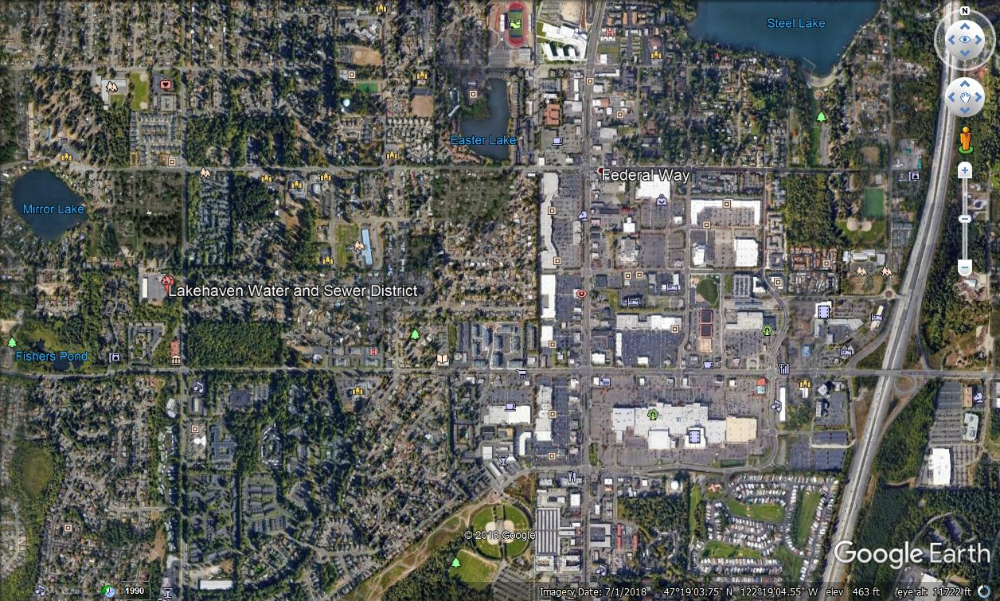 Steel Lake
N
Easter Lake
Federal Way
Mirror Lake
Lakehaven Water and Sewer District
Fishers Pond
© 2018 Google
Google Earth
1990
Imagery Date: 7/1/2018 47°19'03.75" N 122°19'04.55" W elev 463 ft eye alt 11722 ft